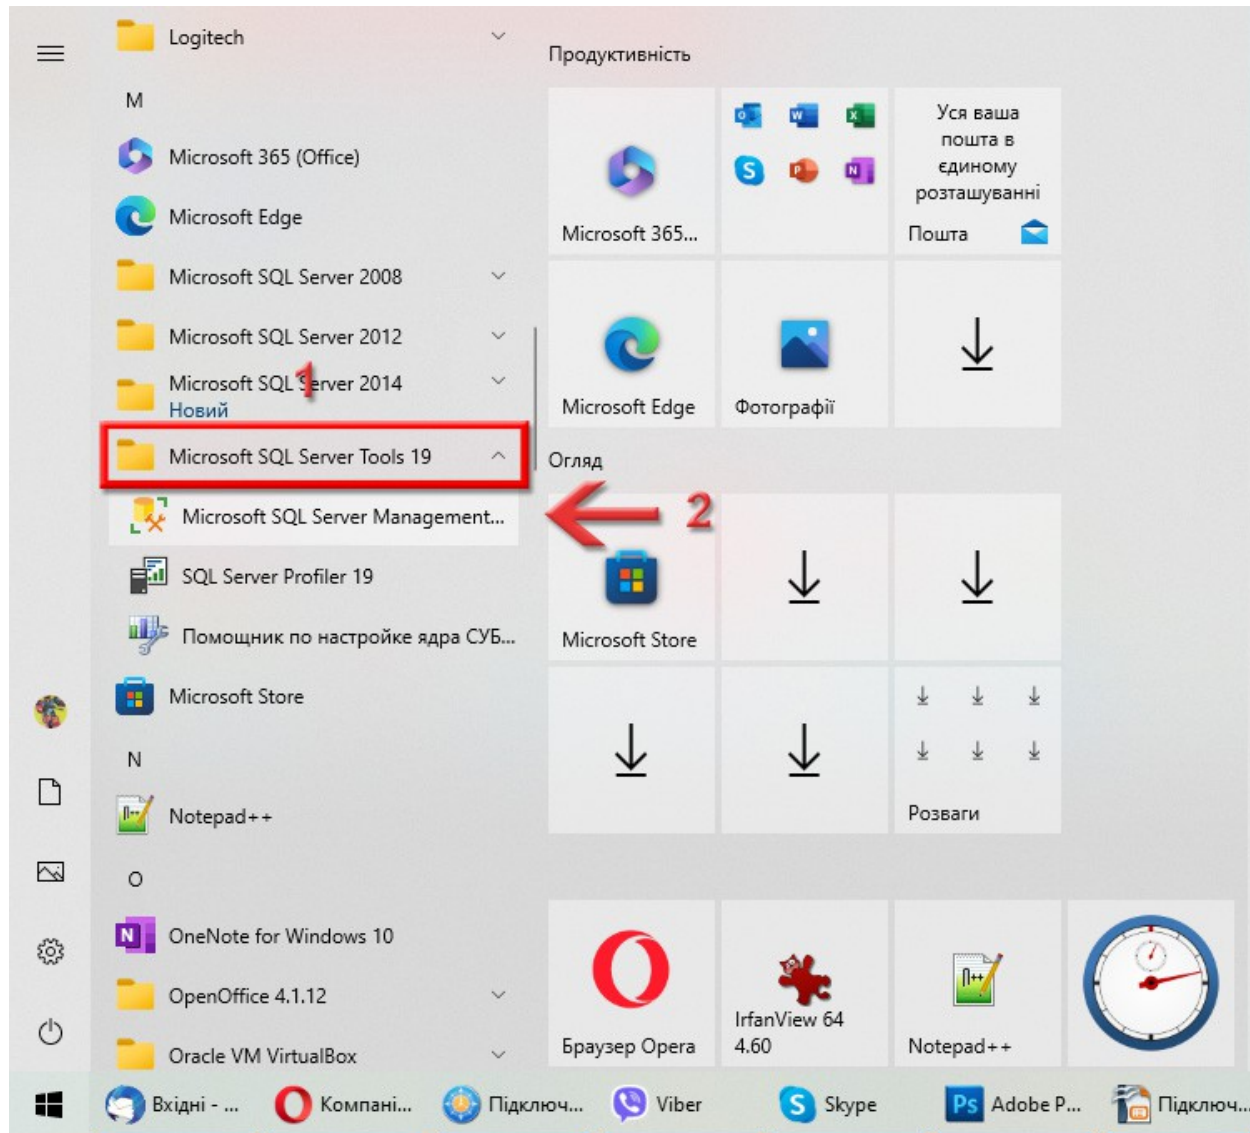 Logitech
M
Microsoft 365 (Office)
Microsoft Edge
Microsoft SQL Server 2008
Microsoft SQL Server 2012
Microsoft SQL Server 2014
Новий
1
Microsoft SQL Server Tools 19
Microsoft SQL Server Management...
2
SQL Server Profiler 19
Помощник по настройке ядра СУБ...
Microsoft Store
N
Notepad++
O
OneNote for Windows 10
OpenOffice 4.1.12
Oracle VM VirtualBox
Продуктивність
Microsoft 365...
Уся ваша
пошта в
єдиному
розташуванні
Пошта
Microsoft Edge
Фотографії
Огляд
Microsoft Store
Розваги
Браузер Opera
IrfanView 64
4.60
Notepad++
Вхідні - ...
Компані...
Підключ...
Viber
Skype
Ps
Adobe P...
Підключ...